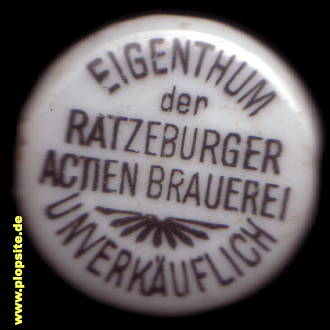 EIGENTHUM
der
RATZEBURGER
ACTIEN BRAUEREI
UNVERKÄUFLICH
www.plopsite.de